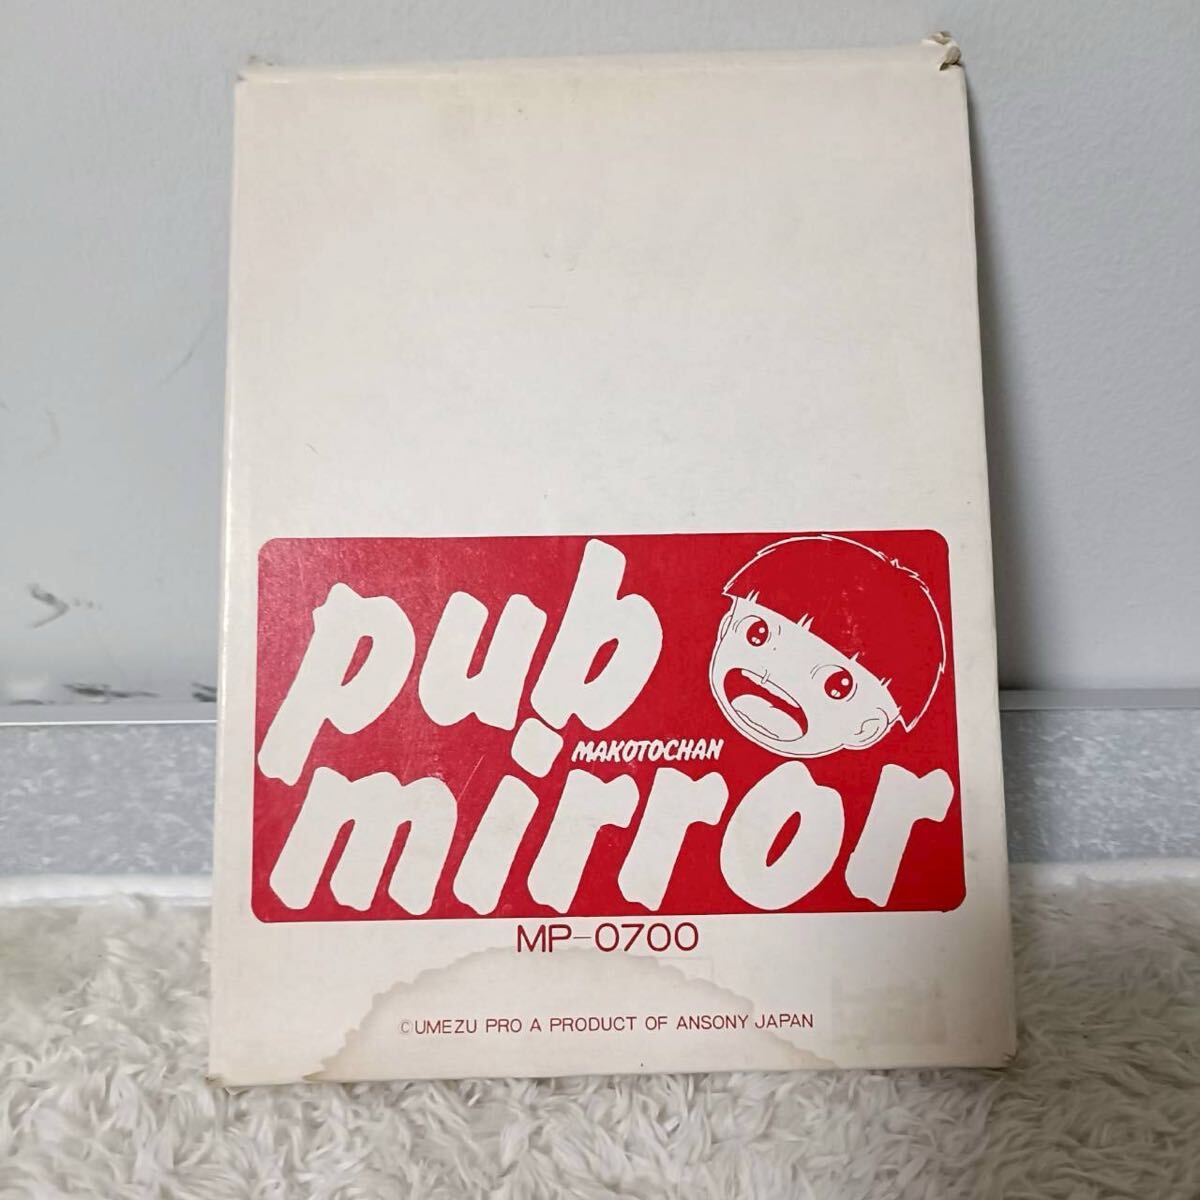 pub
MAKOTOCHAN
mirror
MP-0700
©UMEZU PRO A PRODUCT OF ANSONY JAPAN